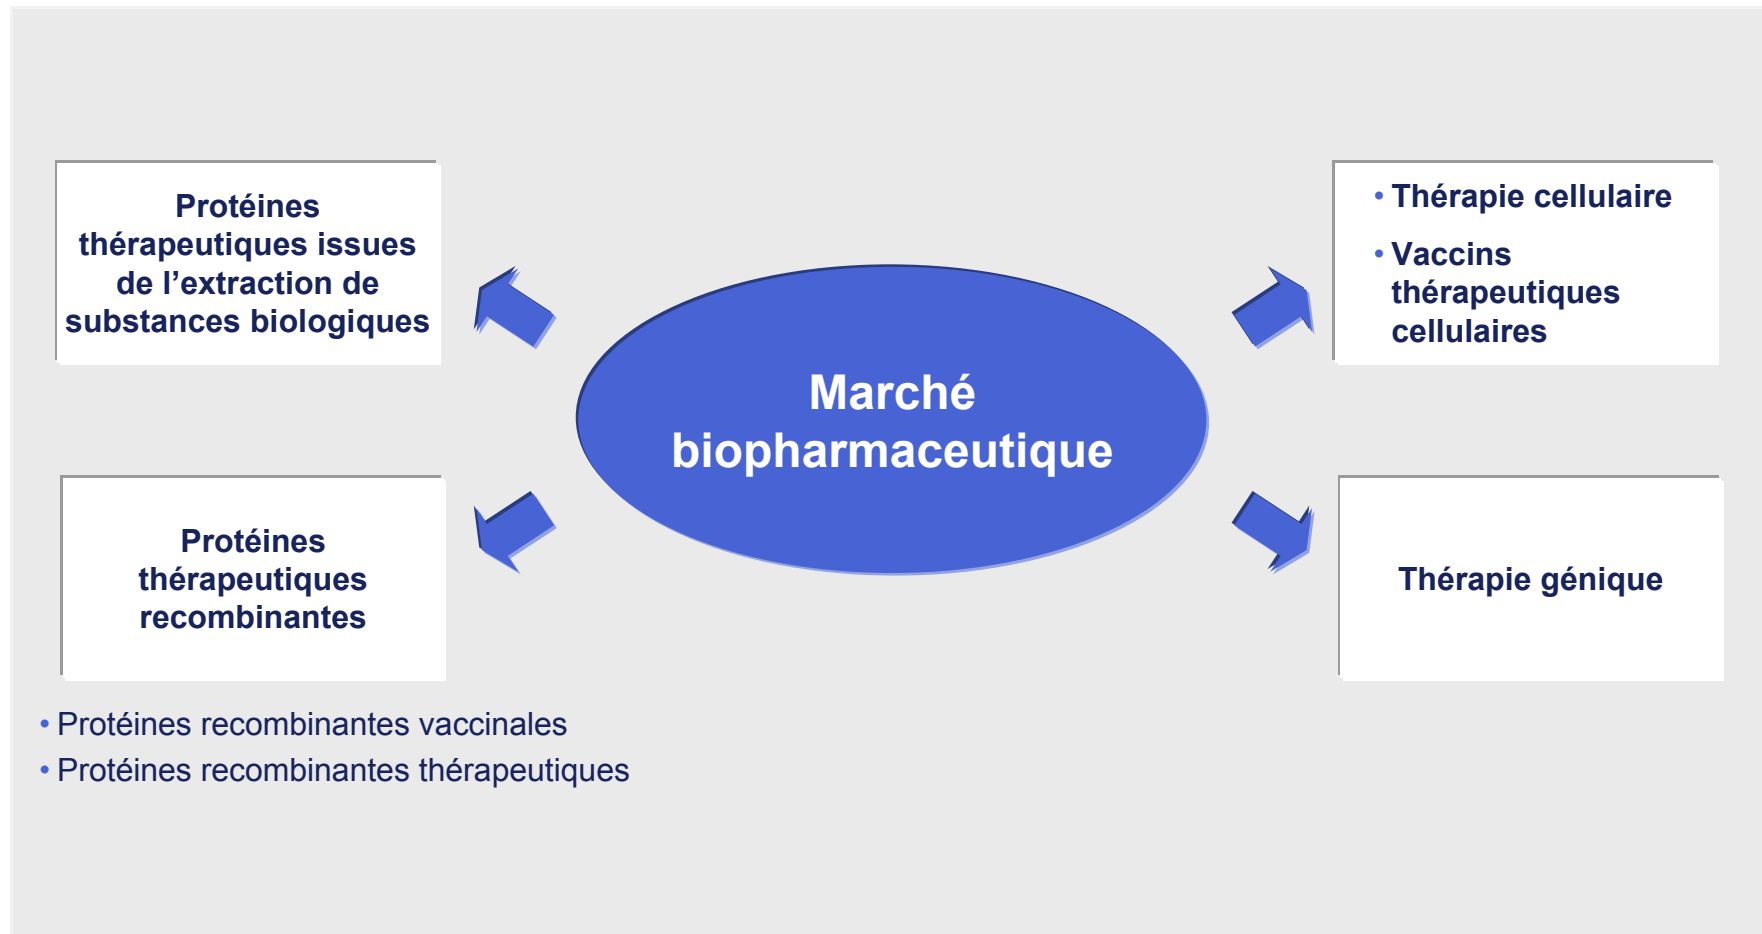 Protéines
thérapeutiques issues
de l’extraction de
substances biologiques
• Thérapie cellulaire
• Vaccins
thérapeutiques
cellulaires
Marché
biopharmaceutique
Protéines
thérapeutiques
recombinantes
Thérapie génique
• Protéines recombinantes vaccinales
• Protéines recombinantes thérapeutiques